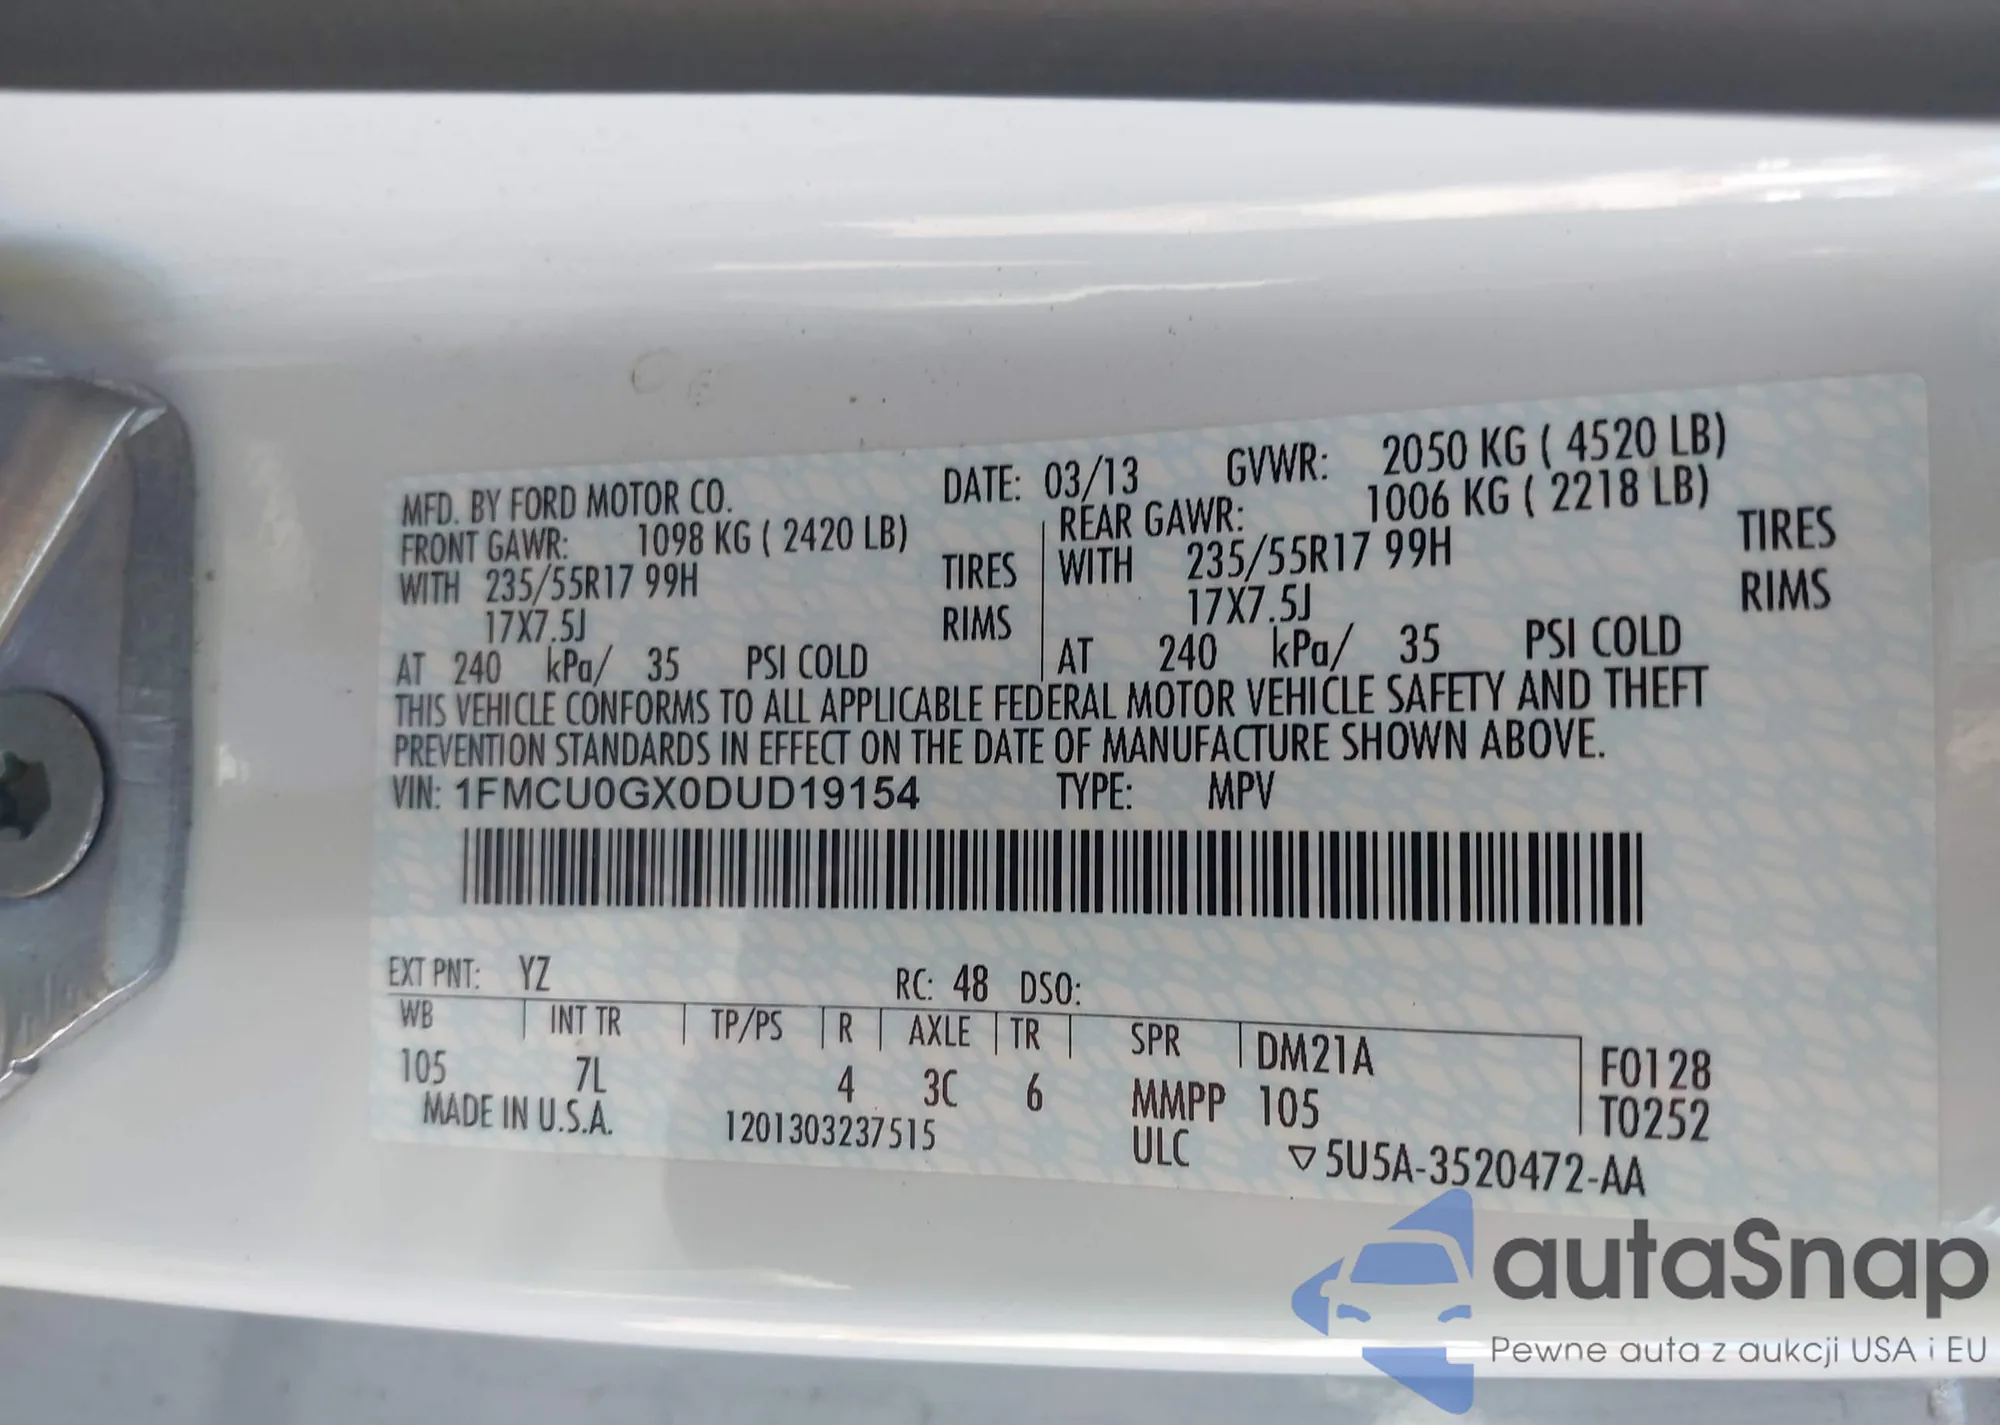 MFD. BY FORD MOTOR CO. DATE: 03/13 GVWR: 2050 KG ( 4520 LB)
FRONT GAWR: 1098 KG ( 2420 LB) REAR GAWR: 1006 KG ( 2218 LB)
WITH 235/55R17 99H TIRES WITH 235/55R17 99H TIRES
17X7.5J RIMS 17X7.5J RIMS
AT 240 kPa/ 35 PSI COLD AT 240 kPa/ 35 PSI COLD
THIS VEHICLE CONFORMS TO ALL APPLICABLE FEDERAL MOTOR VEHICLE SAFETY AND THEFT
PREVENTION STANDARDS IN EFFECT ON THE DATE OF MANUFACTURE SHOWN ABOVE.
VIN: 1FMCU0GX0DUD19154 TYPE: MPV
EXT PNT: YZ RC: 48 DSO:
WB INT TR TP/PS R AXLE TR SPR DM21A F0128
105 7L 4 3C 6 MMPP 105 T0252
MADE IN U.S.A. 1201303237515 ULC ▽5U5A-3520472-AA
autaSnap
Pewne auta z aukcji USA i EU